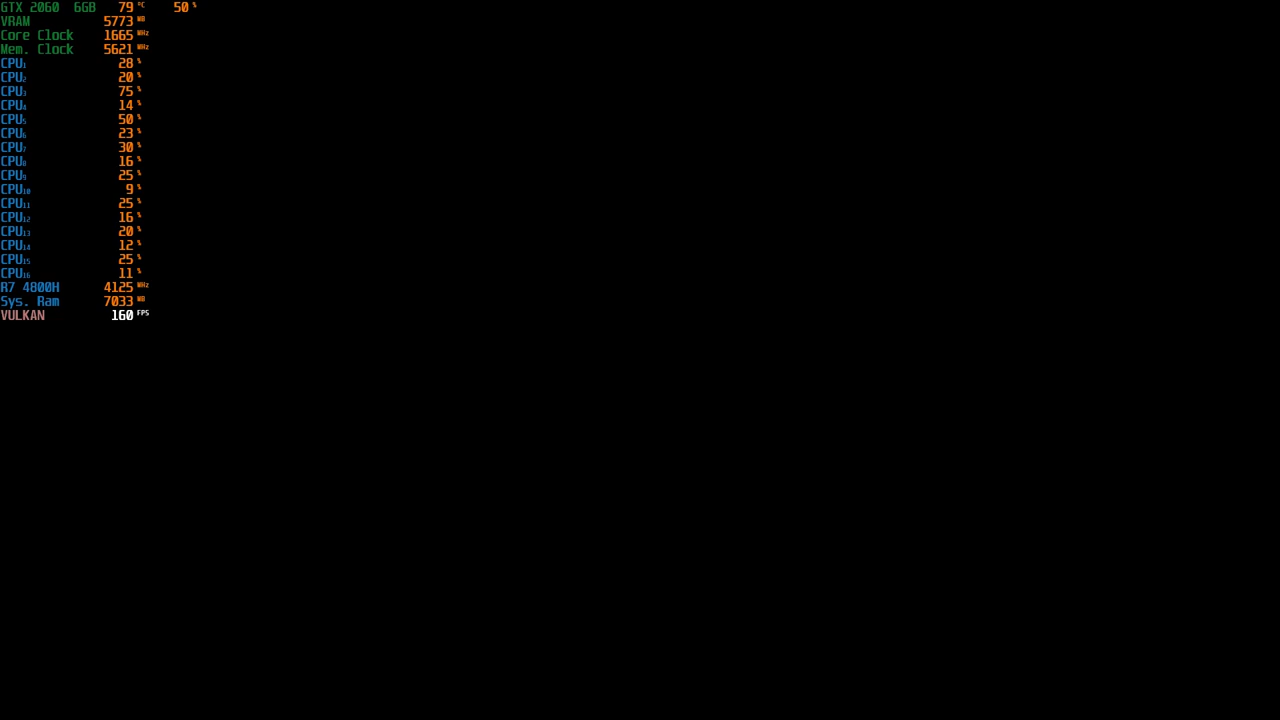 GTX 2060 6GB 79 °C 50 %
VRAM 5773 MB
Core Clock 1665 MHz
Mem. Clock 5621 MHz
CPU1 28 %
CPU2 20 %
CPU3 75 %
CPU4 14 %
CPU5 50 %
CPU6 23 %
CPU7 30 %
CPU8 16 %
CPU9 25 %
CPU10 9 %
CPU11 25 %
CPU12 16 %
CPU13 20 %
CPU14 12 %
CPU15 25 %
CPU16 11 %
R7 4800H 4125 MHz
Sys. Ram 7033 MB
VULKAN 160 FPS